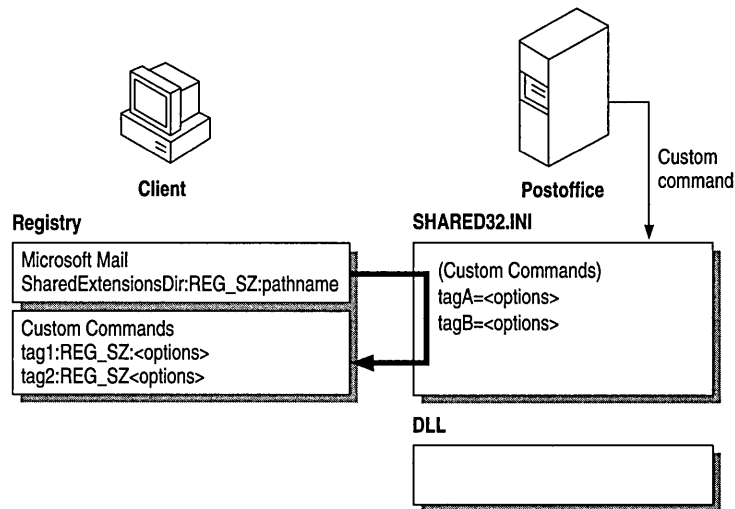 Client
Postoffice
Custom
command
Registry
Microsoft Mail
SharedExtensionsDir:REG_SZ:pathname
Custom Commands
tag1:REG_SZ:<options>
tag2:REG_SZ<options>
SHARED32.INI
(Custom Commands)
tagA=<options>
tagB=<options>
DLL